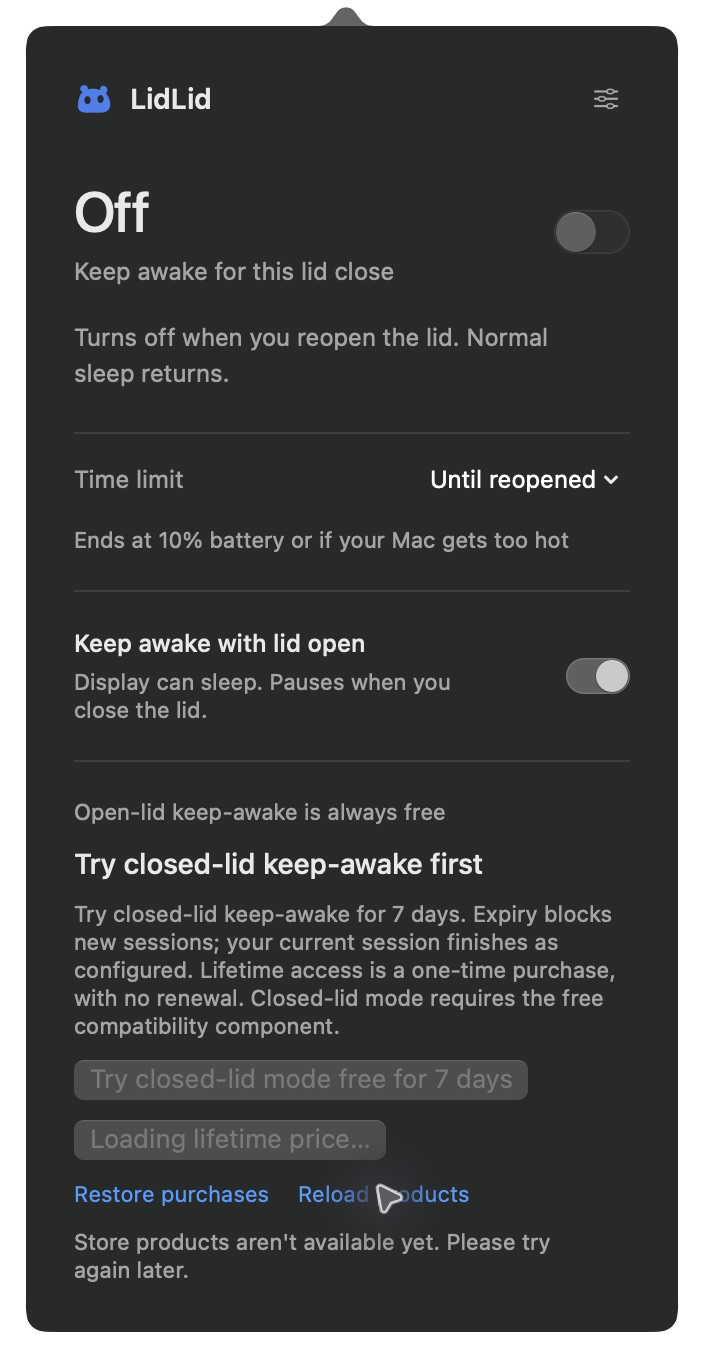 LidLid
Off
Keep awake for this lid close
Turns off when you reopen the lid. Normal
sleep returns.
Time limit
Until reopened
Ends at 10% battery or if your Mac gets too hot
Keep awake with lid open
Display can sleep. Pauses when you
close the lid.
Open-lid keep-awake is always free
Try closed-lid keep-awake first
Try closed-lid keep-awake for 7 days. Expiry blocks
new sessions; your current session finishes as
configured. Lifetime access is a one-time purchase,
with no renewal. Closed-lid mode requires the free
compatibility component.
Try closed-lid mode free for 7 days
Loading lifetime price...
Restore purchases
Reload products
Store products aren't available yet. Please try
again later.